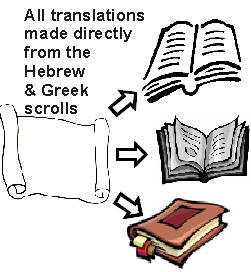 All translations
made directly
from the
Hebrew
& Greek
scrolls